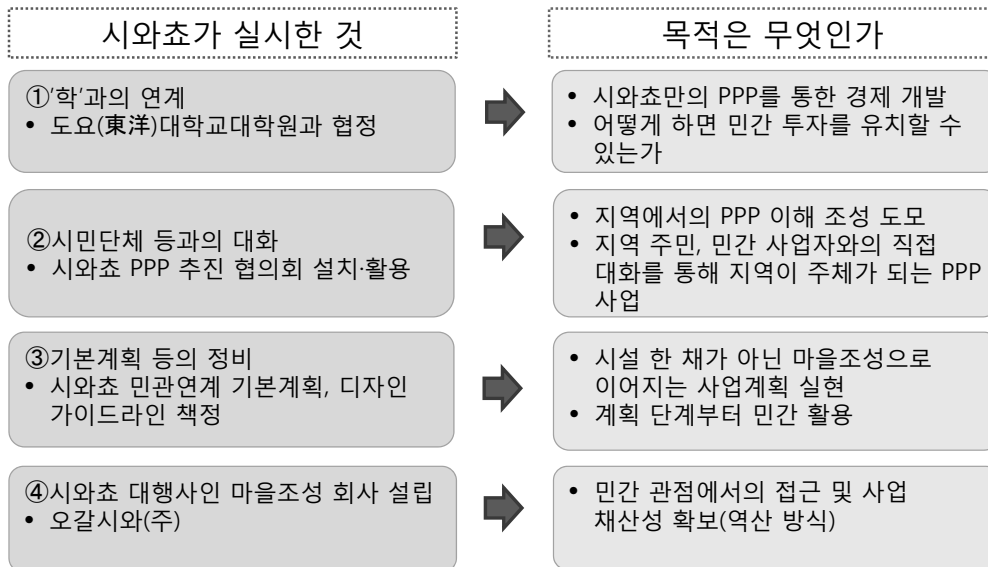 시와쵸가 실시한 것
목적은 무엇인가
①'학'과의 연계
• 도요(東洋)대학교대학원과 협정
• 시와쵸만의 PPP를 통한 경제 개발
• 어떻게 하면 민간 투자를 유치할 수
있는가
②시민단체 등과의 대화
• 시와쵸 PPP 추진 협의회 설치·활용
• 지역에서의 PPP 이해 조성 도모
• 지역 주민, 민간 사업자와의 직접
대화를 통해 지역이 주체가 되는 PPP
사업
③기본계획 등의 정비
• 시와쵸 민관연계 기본계획, 디자인
가이드라인 책정
• 시설 한 채가 아닌 마을조성으로
이어지는 사업계획 실현
• 계획 단계부터 민간 활용
④시와쵸 대행사인 마을조성 회사 설립
• 오갈시와(주)
• 민간 관점에서의 접근 및 사업
채산성 확보(역산 방식)